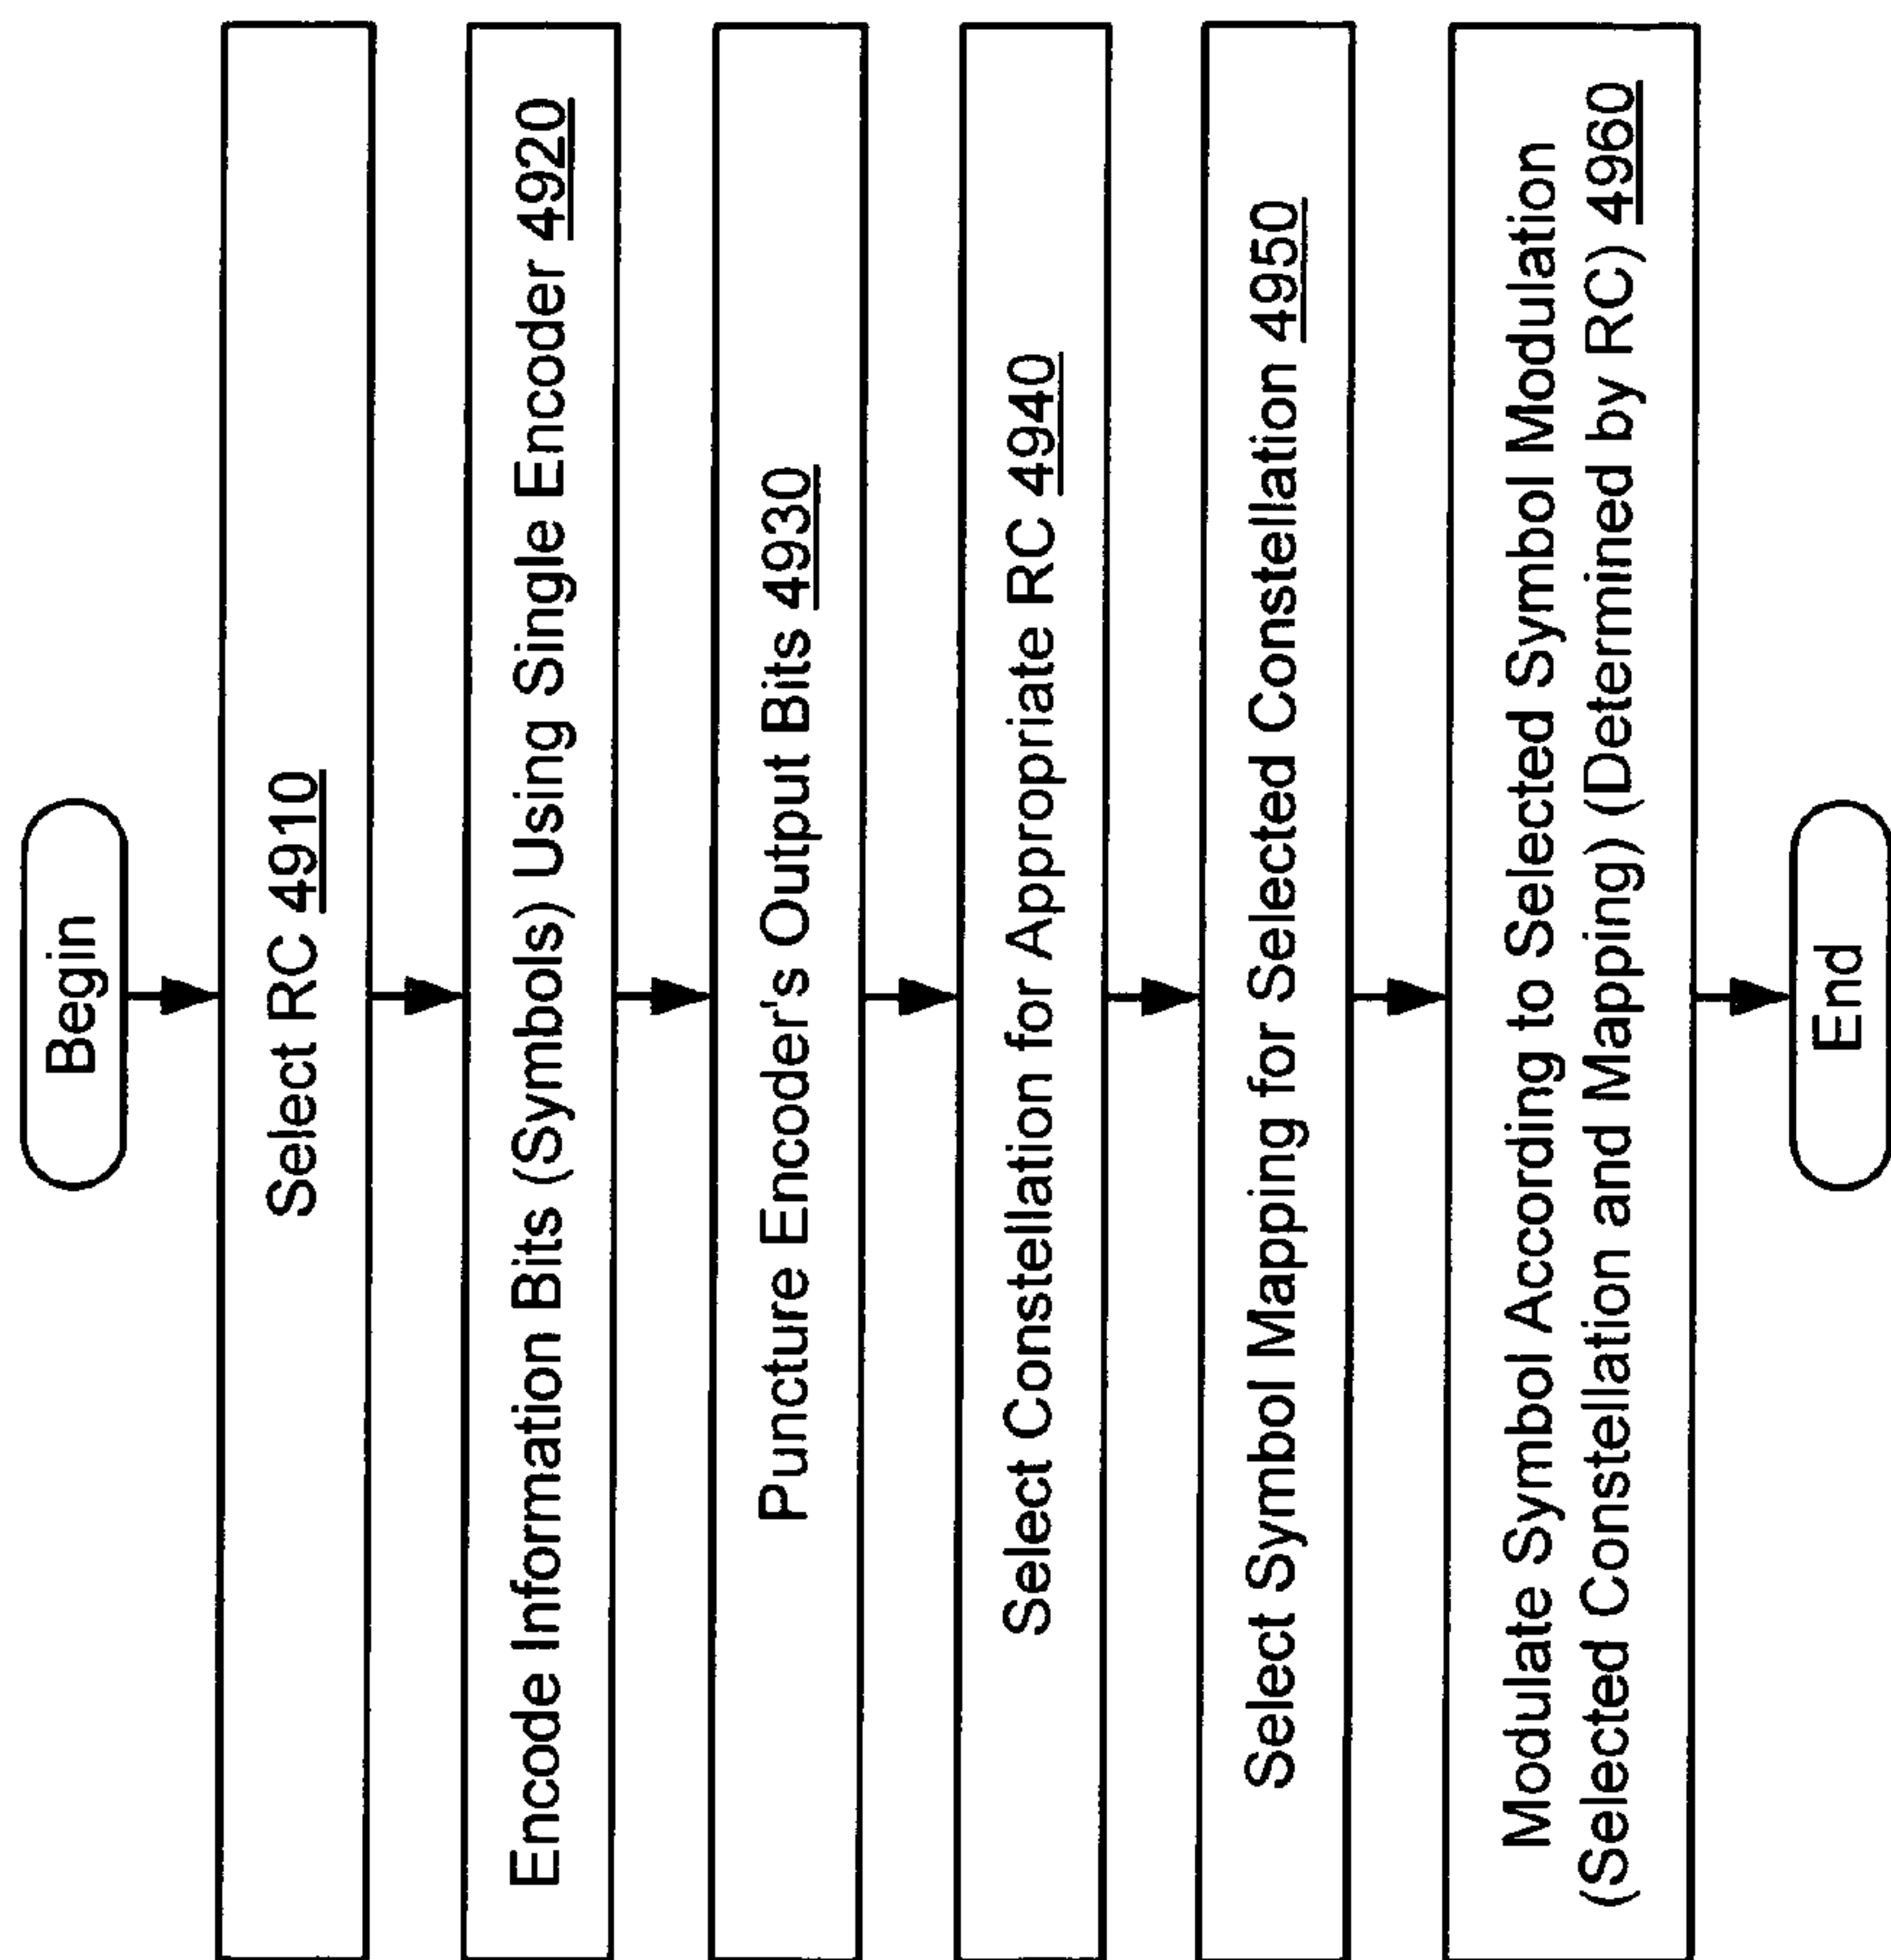 Begin
Select RC 4910
Encode Information Bits (Symbols) Using Single Encoder 4920
Puncture Encoder's Output Bits 4930
Select Constellation for Appropriate RC 4940
Select Symbol Mapping for Selected Constellation 4950
Modulate Symbol According to Selected Symbol Modulation
(Selected Constellation and Mapping) (Determined by RC) 4960
End